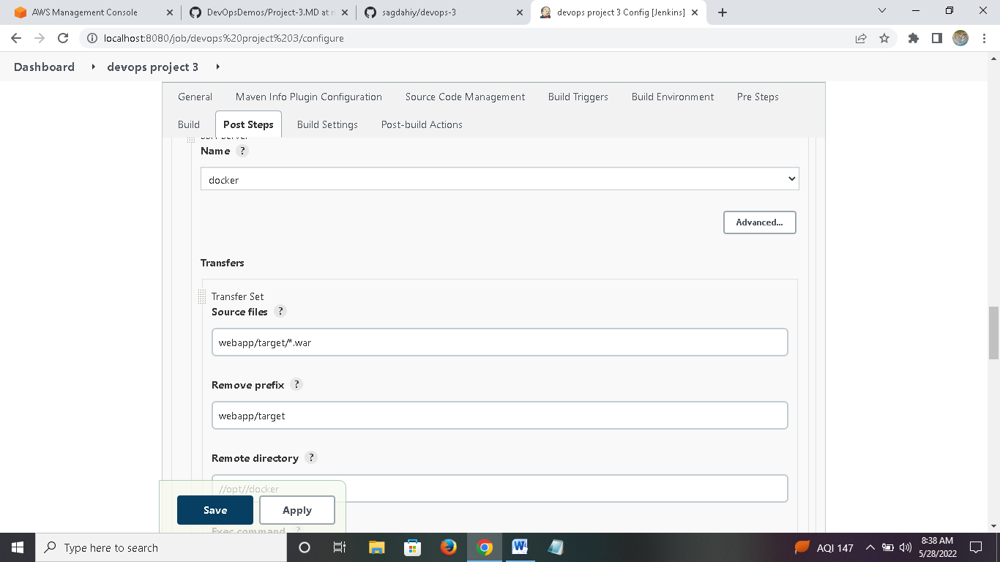 AWS Management Console
DevOpsDemos/Project-3.MD at m
sagdahiy/devops-3
devops project 3 Config [Jenkins]
localhost:8080/job/devops%20project%203/configure
Dashboard
devops project 3
General
Maven Info Plugin Configuration
Source Code Management
Build Triggers
Build Environment
Pre Steps
Build
Post Steps
Build Settings
Post-build Actions
Name ?
docker
Advanced...
Transfers
Transfer Set
Source files ?
webapp/target/*.war
Remove prefix ?
webapp/target
Remote directory ?
//opt//docker
Save
Apply
Exec command ?
Type here to search
AQI 147
8:38 AM
5/28/2022